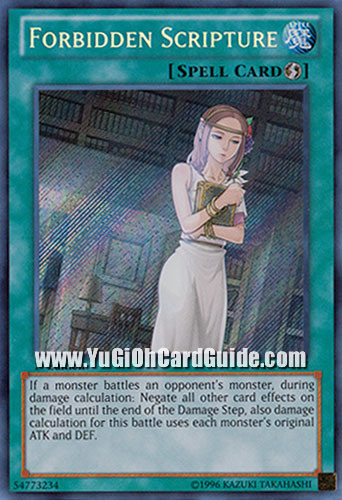 FORBIDDEN SCRIPTURE
[SPELL CARD]
www.YuGiOhCardGuide.com
If a monster battles an opponent's monster, during
damage calculation: Negate all other card effects on
the field until the end of the Damage Step, also damage
calculation for this battle uses each monster's original
ATK and DEF.
54773234
©1996 KAZUKI TAKAHASHI